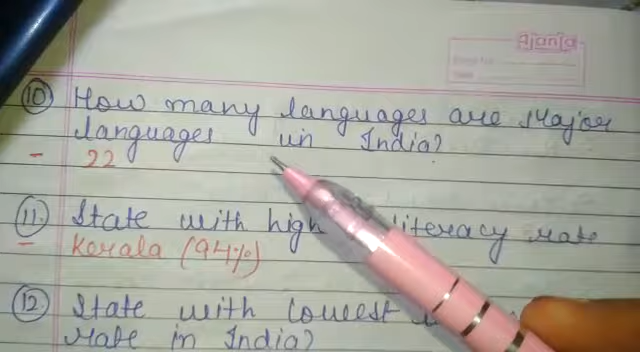 Ajanta
⑩ How many languages are Major
languages in India?
- 22
⑪ State with high literacy rate
- Kerala (94%)
⑫ State with lowest
rate in India?